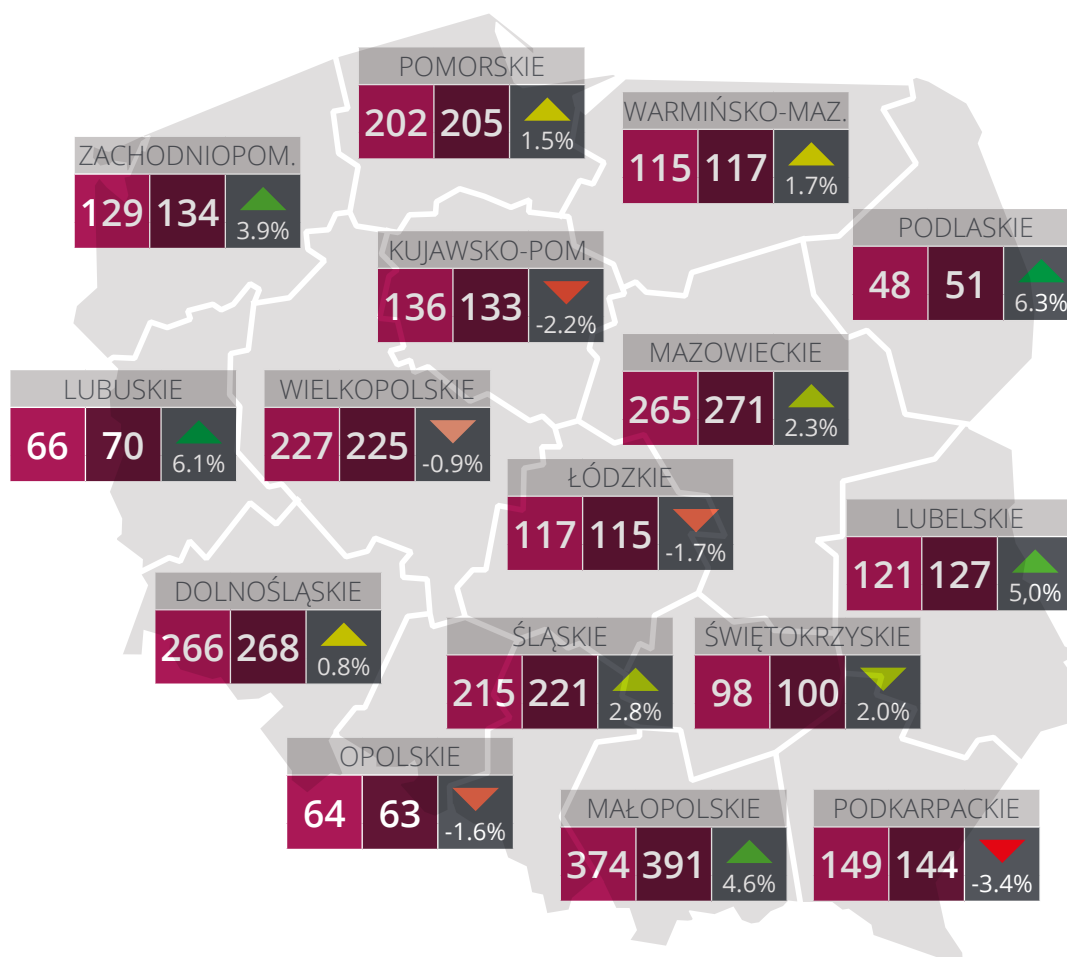 POMORSKIE
202 205 1.5%
WARMIŃSKO-MAZ.
115 117 1.7%
ZACHODNIOPOM.
129 134 3.9%
PODLASKIE
48 51 6.3%
KUJAWSKO-POM.
136 133 -2.2%
MAZOWIECKIE
265 271 2.3%
LUBUSKIE
66 70 6.1%
WIELKOPOLSKIE
227 225 -0.9%
ŁÓDZKIE
117 115 -1.7%
LUBELSKIE
121 127 5,0%
DOLNOŚLĄSKIE
266 268 0.8%
ŚLĄSKIE
215 221 2.8%
ŚWIĘTOKRZYSKIE
98 100 2.0%
OPOLSKIE
64 63 -1.6%
MAŁOPOLSKIE
374 391 4.6%
PODKARPACKIE
149 144 -3.4%